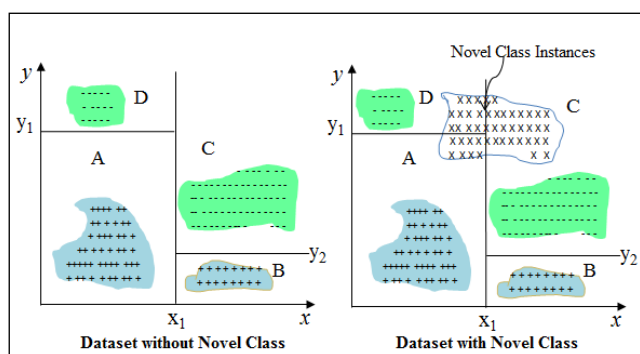 Novel Class Instances
y
D
y1
A
C
y2
B
x1
x
Dataset without Novel Class
y
D
C
y1
A
y2
B
x1
x
Dataset with Novel Class